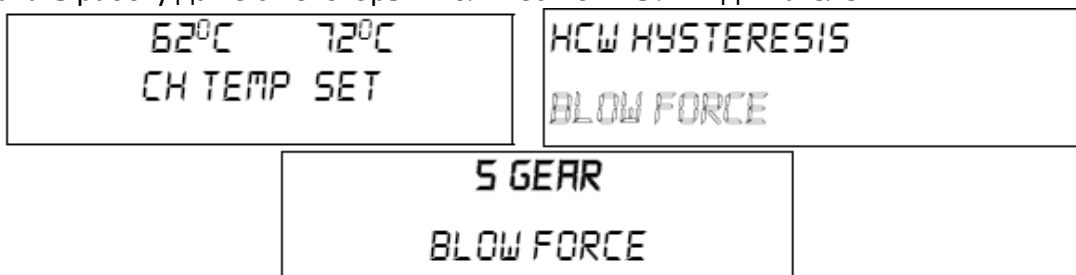 62°C 72°C
CH TEMP SET
HCW HYSTERESIS
BLOW FORCE
5 GEAR
BLOW FORCE